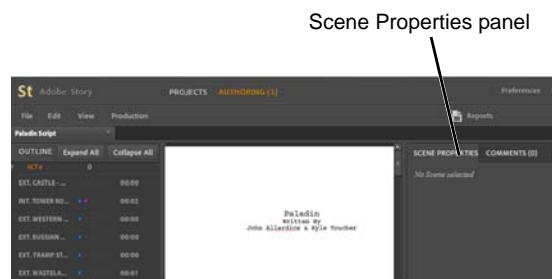 Scene Properties panel
St Adobe Story PROJECTS AUTHORING (1) Preferences
File Edit View Production Reports
Paladin Script ×
OUTLINE Expand All Collapse All SCENE PROPERTIES COMMENTS (0)
ACT# 0
No Scene selected
EXT. CASTLE - ... 00:00
INT. TOWER RO... 00:02
EXT. WESTERN ... 00:00
EXT. RUSSIAN ... 00:00
EXT. TRAMP ST... 00:00
EXT. WASTELA... 00:01
Paladin
Written By
John Allardice & Kyle Toucher